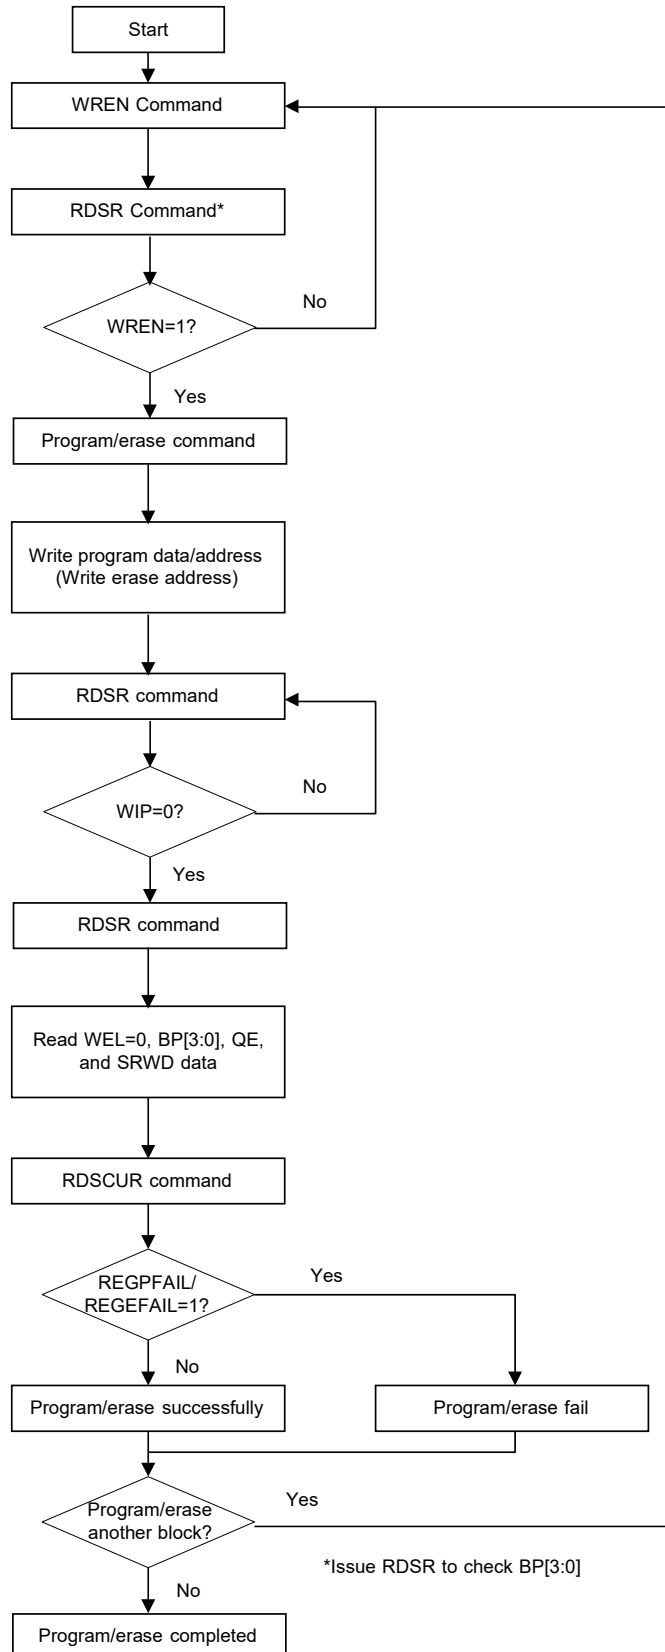 Start
WREN Command
RDSR Command*
WREN=1?
No
Yes
Program/erase command
Write program data/address
(Write erase address)
RDSR command
WIP=0?
No
Yes
RDSR command
Read WEL=0, BP[3:0], QE,
and SRWD data
RDSCUR command
REGPFAIL/
REGEFAIL=1?
Yes
No
Program/erase successfully
Program/erase fail
Program/erase
another block?
Yes
*Issue RDSR to check BP[3:0]
No
Program/erase completed